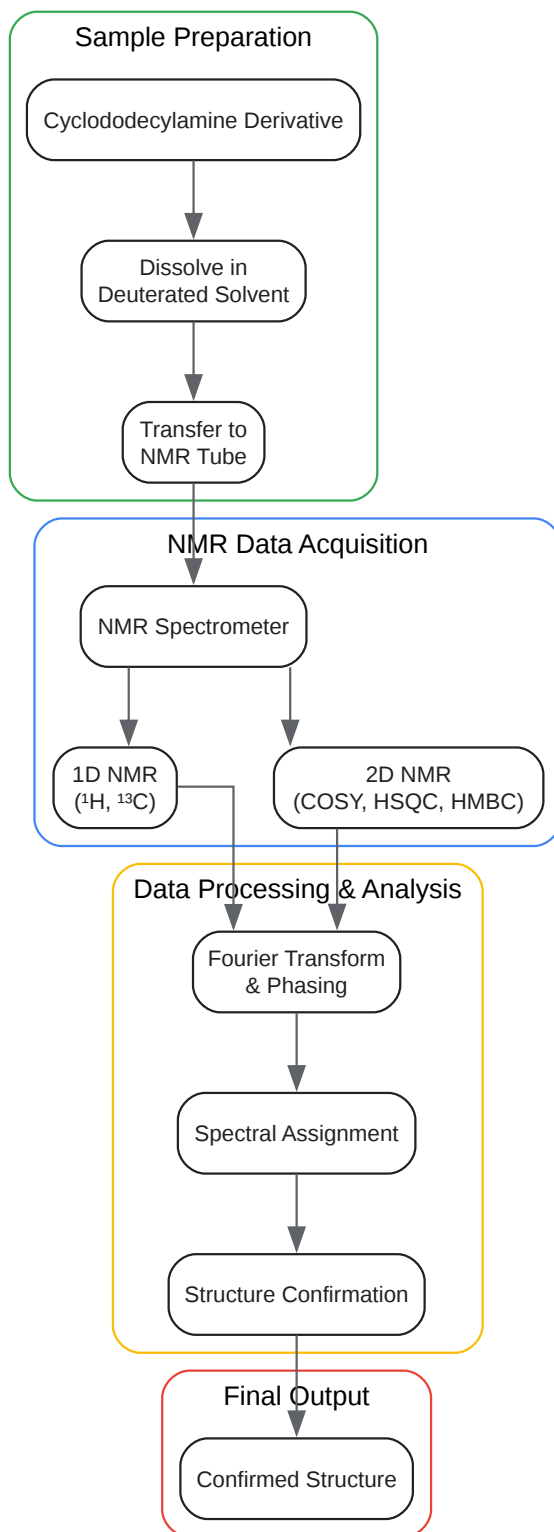 Sample Preparation
Cyclododecylamine Derivative
Dissolve in
Deuterated Solvent
Transfer to
NMR Tube
NMR Data Acquisition
NMR Spectrometer
1D NMR
(¹H, ¹³C)
2D NMR
(COSY, HSQC, HMBC)
Data Processing & Analysis
Fourier Transform
& Phasing
Spectral Assignment
Structure Confirmation
Final Output
Confirmed Structure